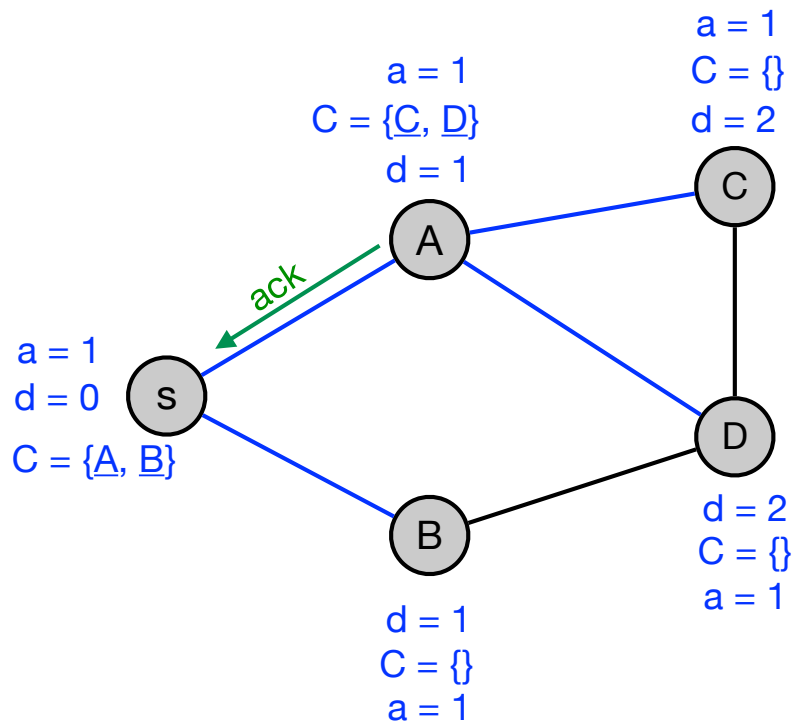 a = 1
C = {}
d = 2
C
a = 1
C = {C, D}
d = 1
A
ack
a = 1
d = 0
s
C = {A, B}
D
d = 2
C = {}
a = 1
B
d = 1
C = {}
a = 1